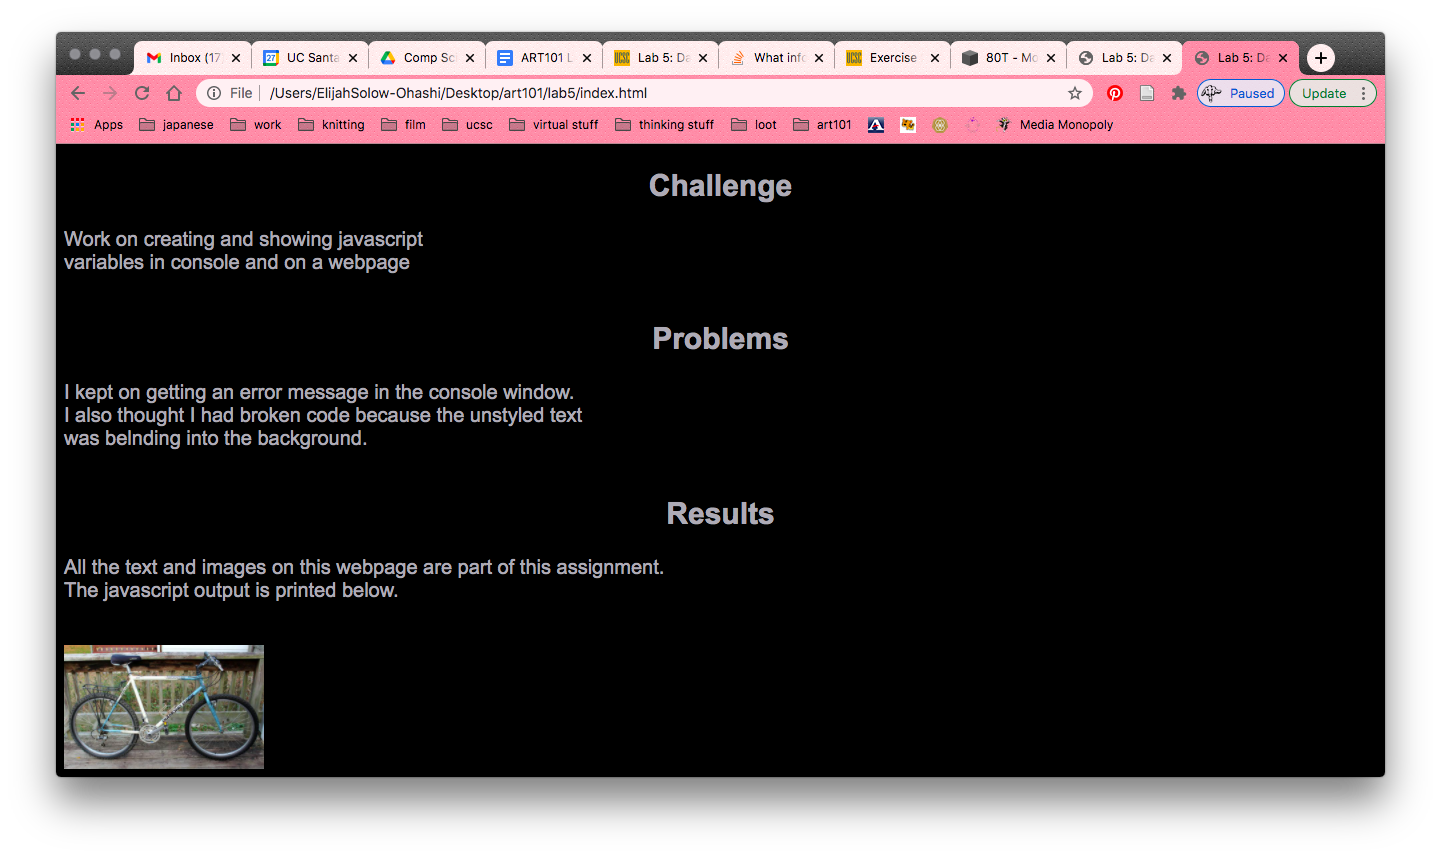 Inbox (17
UC Santa
Comp Sci
ART101 L
Lab 5: Da
What info
Exercise
80T - Mo
Lab 5: Da
Lab 5: Da
File
/Users/ElijahSolow-Ohashi/Desktop/art101/lab5/index.html
Paused
Update
Apps
japanese
work
knitting
film
ucsc
virtual stuff
thinking stuff
loot
art101
Media Monopoly
Challenge
Work on creating and showing javascript
variables in console and on a webpage
Problems
I kept on getting an error message in the console window.
I also thought I had broken code because the unstyled text
was belnding into the background.
Results
All the text and images on this webpage are part of this assignment.
The javascript output is printed below.